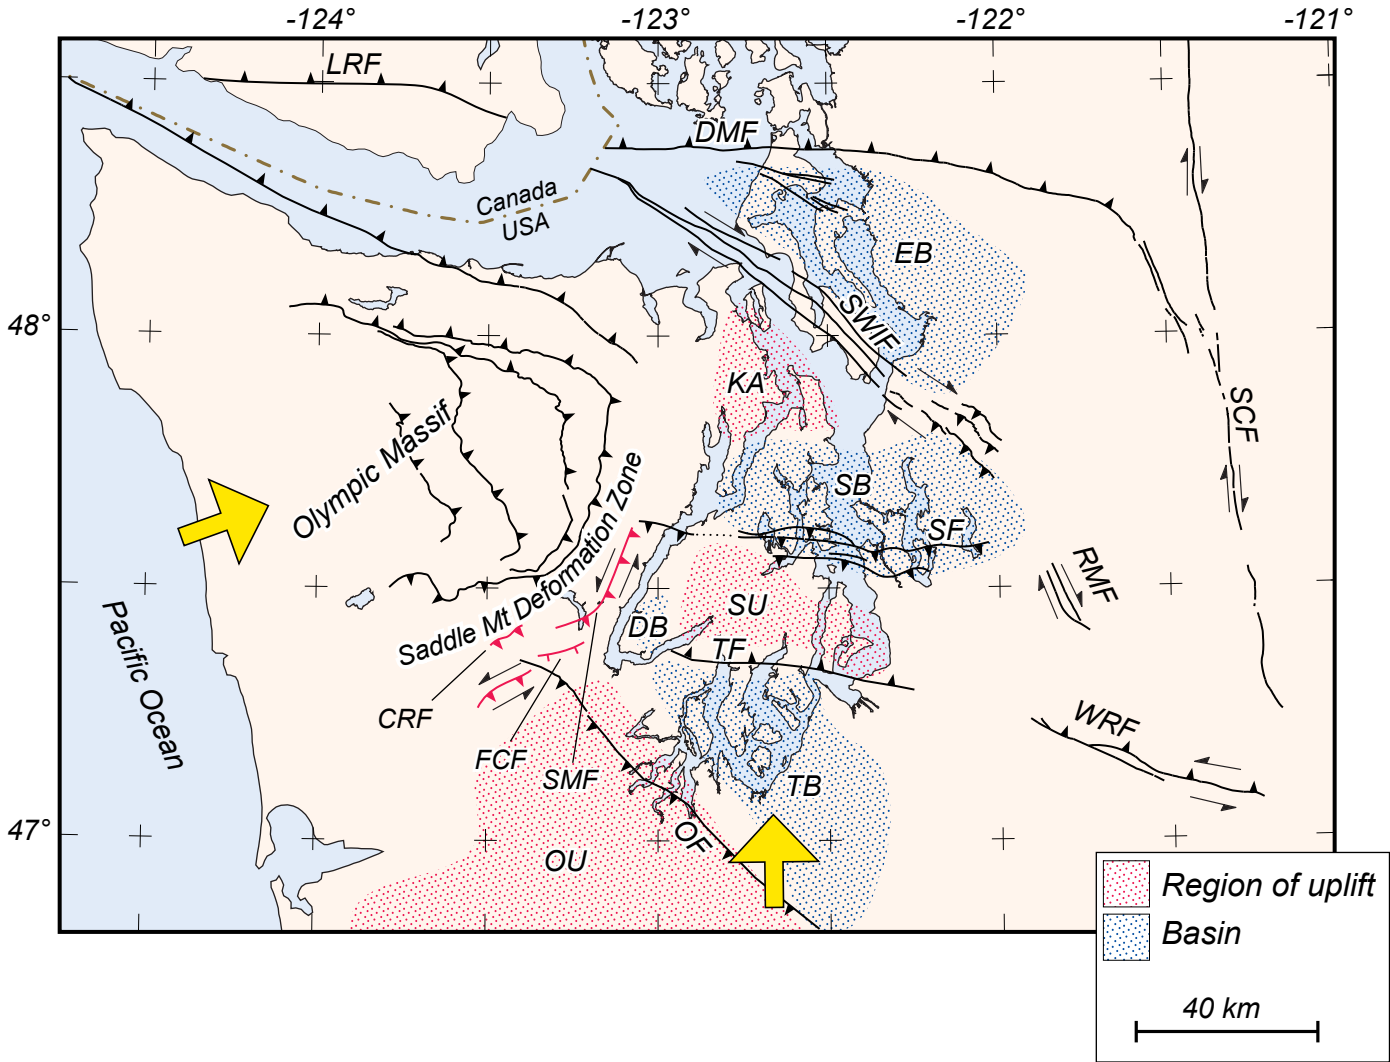 -124°
-123°
-122°
-121°
LRF
DMF
Canada
USA
EB
48°
SWIF
KA
SCF
Olympic Massif
SB
SF
Saddle Mt Deformation Zone
RMF
SU
DB
TF
Pacific Ocean
CRF
WRF
FCF
SMF
TB
47°
OF
OU
Region of uplift
Basin
40 km